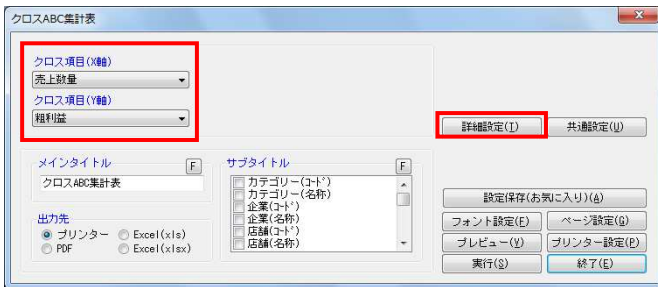 クロスABC集計表
クロス項目(X軸)
売上数量
クロス項目(Y軸)
粗利益
詳細設定(T)
共通設定(U)
メインタイトル
F
クロスABC集計表
サブタイトル
F
カテゴリー(コード)
カテゴリー(名称)
企業(コード)
企業(名称)
店舗(コード)
店舗(名称)
出力先
プリンター
Excel(xls)
PDF
Excel(xlsx)
設定保存(お気に入り)(A)
フォント設定(F)
ページ設定(G)
プレビュー(V)
プリンター設定(P)
実行(S)
終了(E)